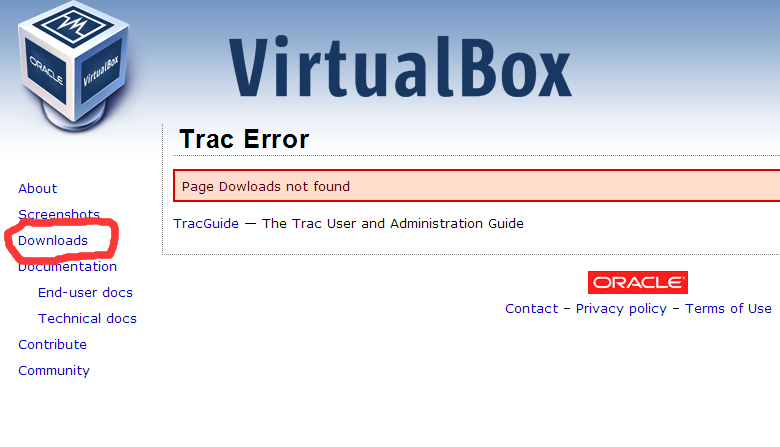 ORACLE
VirtualBox
VirtualBox
Trac Error
Page Dowloads not found
TracGuide — The Trac User and Administration Guide
About
Screenshots
Downloads
Documentation
End-user docs
Technical docs
Contribute
Community
ORACLE
Contact – Privacy policy – Terms of Use